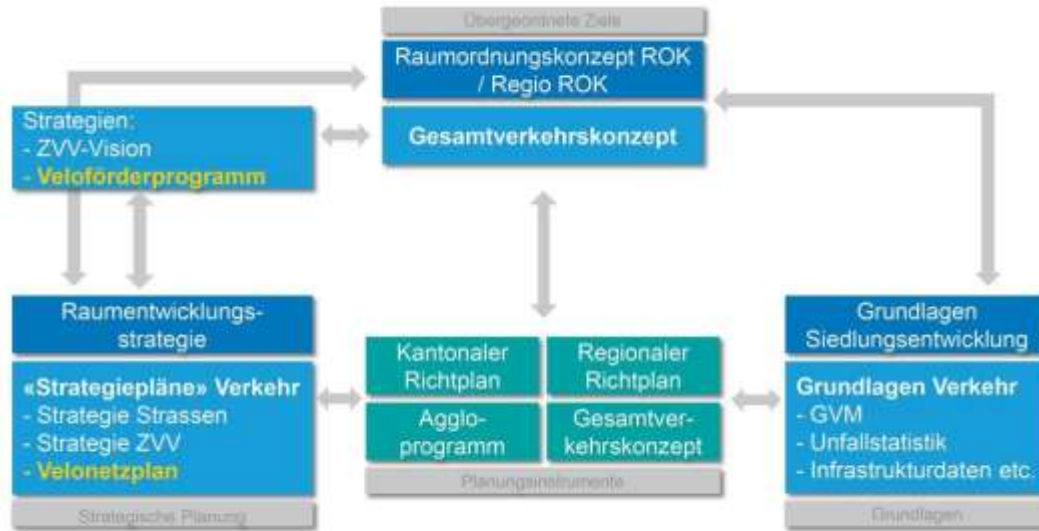 Übergeordnete Ziele
Raumordnungskonzept ROK
/ Regio ROK
Gesamtverkehrskonzept
Strategien:
- ZVV-Vision
- Veloförderprogramm
Raumentwicklungs-
strategie
«Strategiepläne» Verkehr
- Strategie Strassen
- Strategie ZVV
- Velonetzplan
Strategische Planung
Kantonaler
Richtplan
Regionaler
Richtplan
Agglo-
programm
Gesamtver-
kehrskonzept
Planungsinstrumente
Grundlagen
Siedlungsentwicklung
Grundlagen Verkehr
- GVM
- Unfallstatistik
- Infrastrukturdaten etc.
Grundlagen